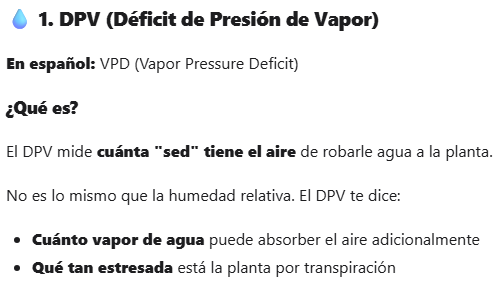 💧 1. DPV (Déficit de Presión de Vapor)
En español: VPD (Vapor Pressure Deficit)
¿Qué es?
El DPV mide cuánta "sed" tiene el aire de robarle agua a la planta.
No es lo mismo que la humedad relativa. El DPV te dice:
• Cuánto vapor de agua puede absorber el aire adicionalmente
• Qué tan estresada está la planta por transpiración